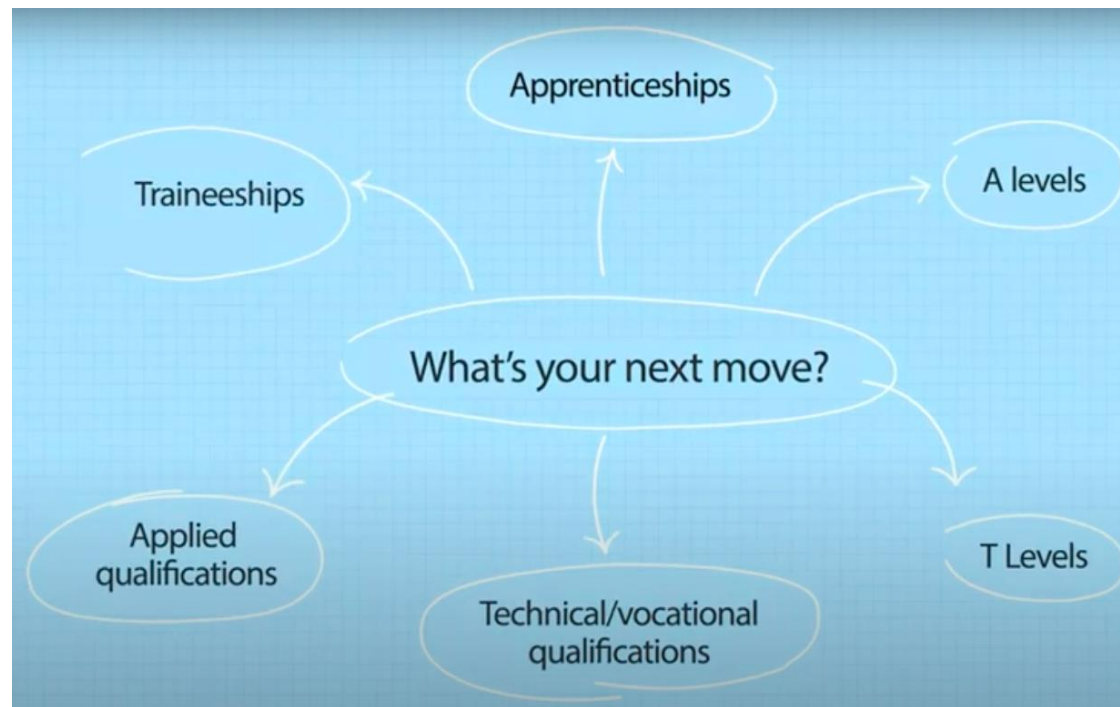 Apprenticeships
Traineeships
A levels
What's your next move?
Applied
qualifications
Technical/vocational
qualifications
T Levels